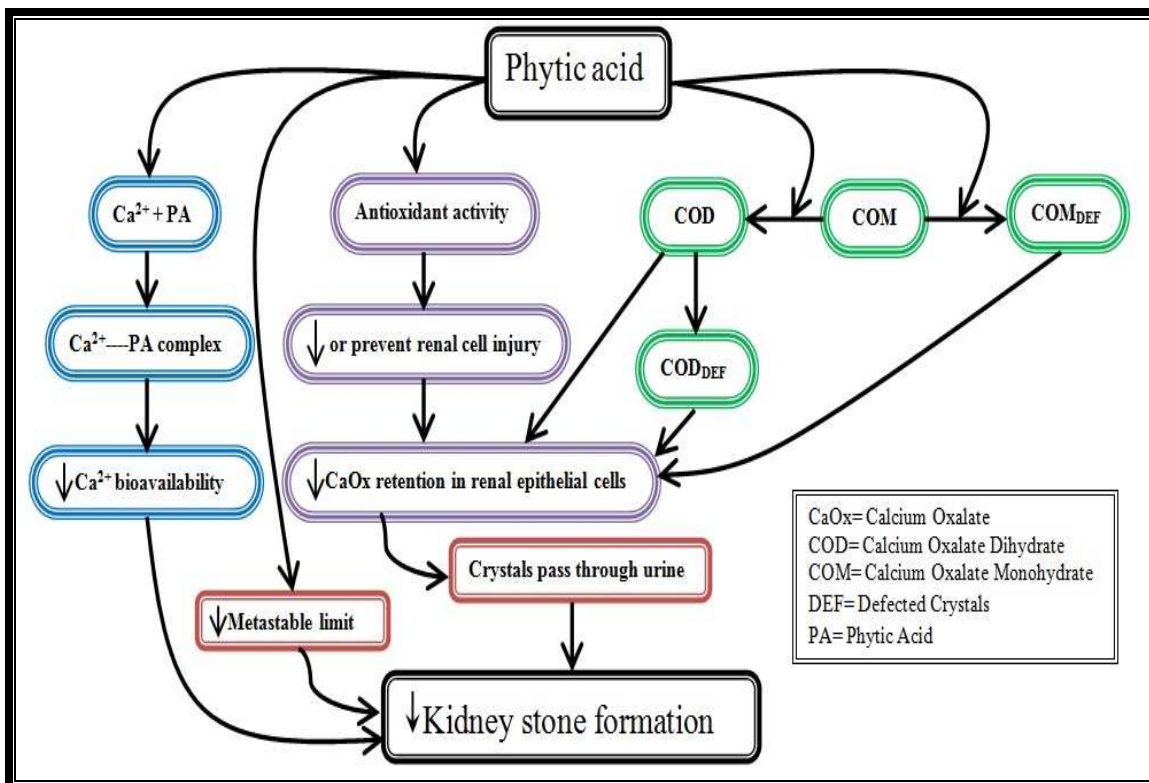 Phytic acid
Ca²⁺ + PA
Antioxidant activity
COD
COM
COM_DEF
Ca²⁺----PA complex
↓ or prevent renal cell injury
COD_DEF
↓Ca²⁺ bioavailability
↓CaOx retention in renal epithelial cells
Crystals pass through urine
↓Metastable limit
↓Kidney stone formation
CaOx= Calcium Oxalate
COD= Calcium Oxalate Dihydrate
COM= Calcium Oxalate Monohydrate
DEF= Defected Crystals
PA= Phytic Acid